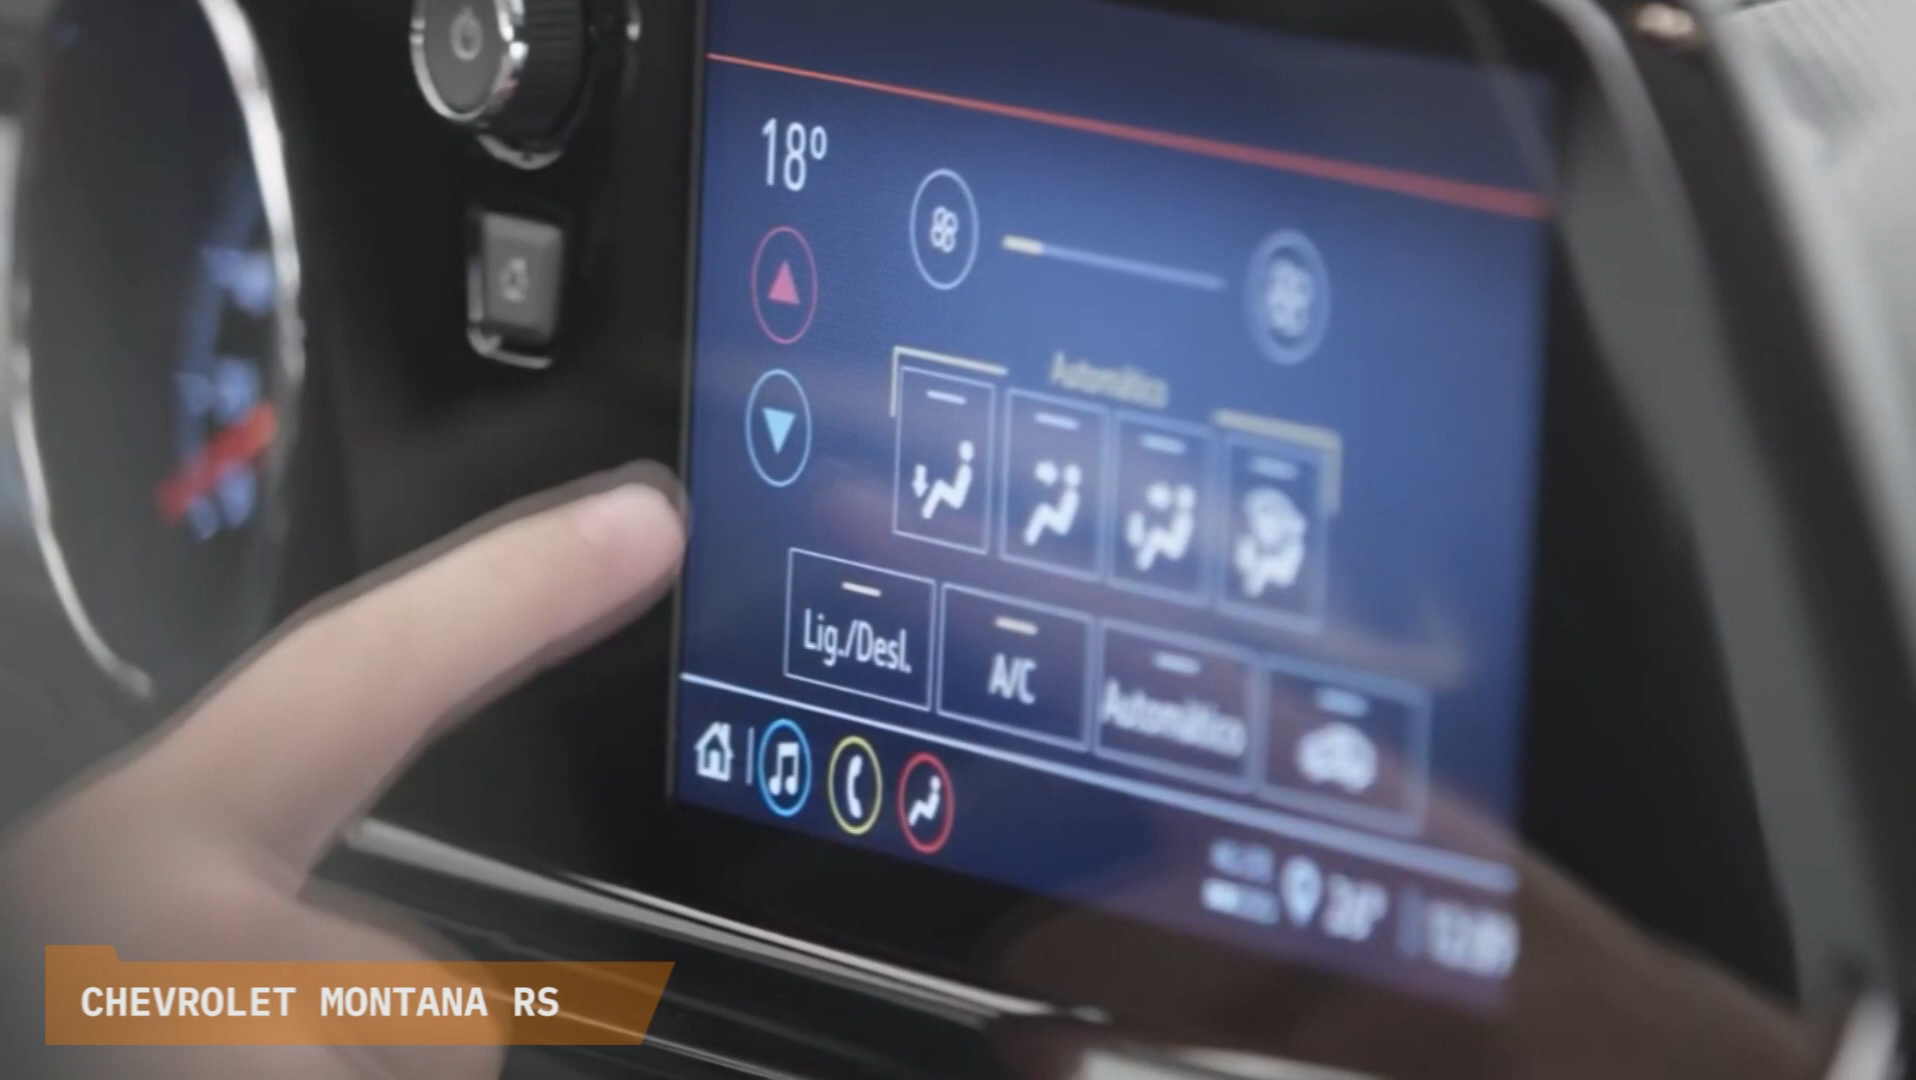 18°
Automático
Lig./Desl.
A/C
Automático
CHEVROLET MONTANA RS